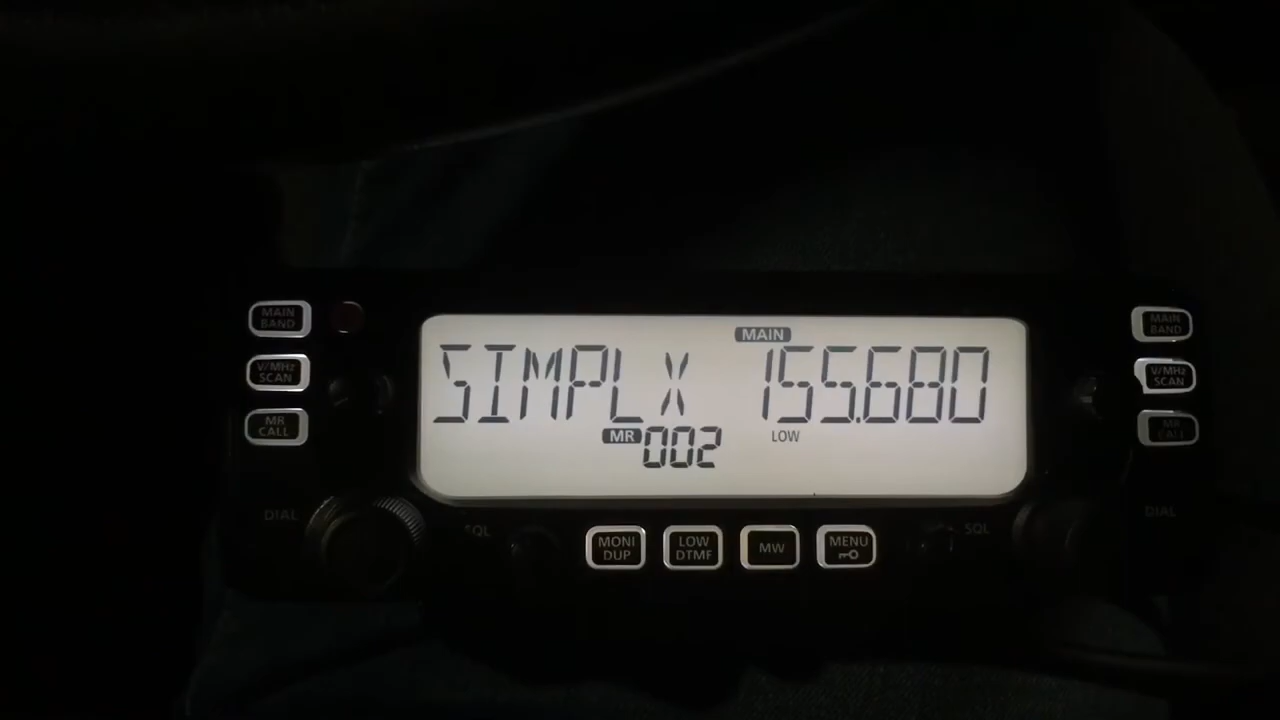 MAIN BAND
V/MHz SCAN
MR CALL
DIAL
SQL
MAIN
SIMPLX 155.680
MR 002 LOW
MONI DUP
LOW DTMF
MW
MENU
MAIN BAND
V/MHz SCAN
MR CALL
SQL
DIAL